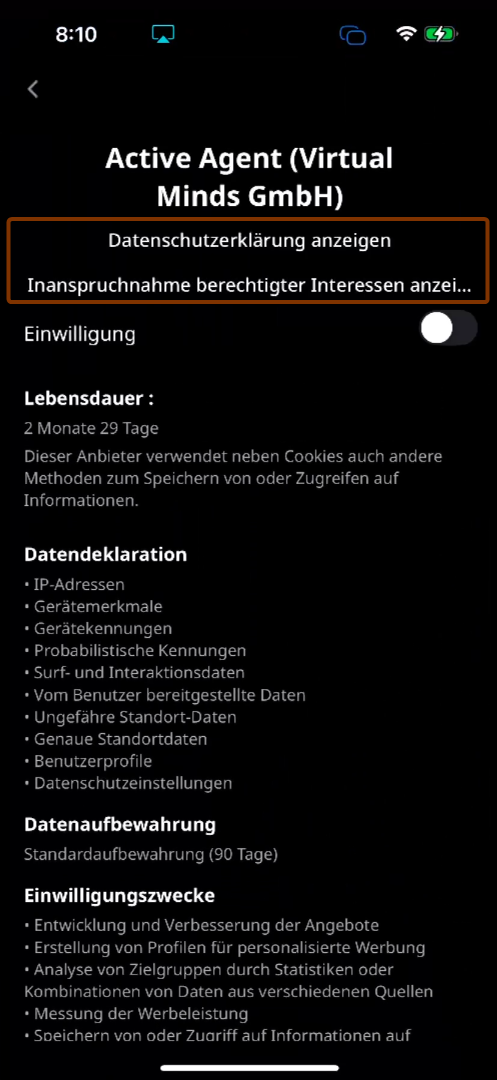 8:10
Active Agent (Virtual
Minds GmbH)
Datenschutzerklärung anzeigen
Inanspruchnahme berechtigter Interessen anzei...
Einwilligung
Lebensdauer :
2 Monate 29 Tage
Dieser Anbieter verwendet neben Cookies auch andere
Methoden zum Speichern von oder Zugreifen auf
Informationen.
Datendeklaration
• IP-Adressen
• Gerätemerkmale
• Gerätekennungen
• Probabilistische Kennungen
• Surf- und Interaktionsdaten
• Vom Benutzer bereitgestellte Daten
• Ungefähre Standort-Daten
• Genaue Standortdaten
• Benutzerprofile
• Datenschutzeinstellungen
Datenaufbewahrung
Standardaufbewahrung (90 Tage)
Einwilligungszwecke
• Entwicklung und Verbesserung der Angebote
• Erstellung von Profilen für personalisierte Werbung
• Analyse von Zielgruppen durch Statistiken oder
Kombinationen von Daten aus verschiedenen Quellen
• Messung der Werbeleistung
• Speichern von oder Zugriff auf Informationen auf